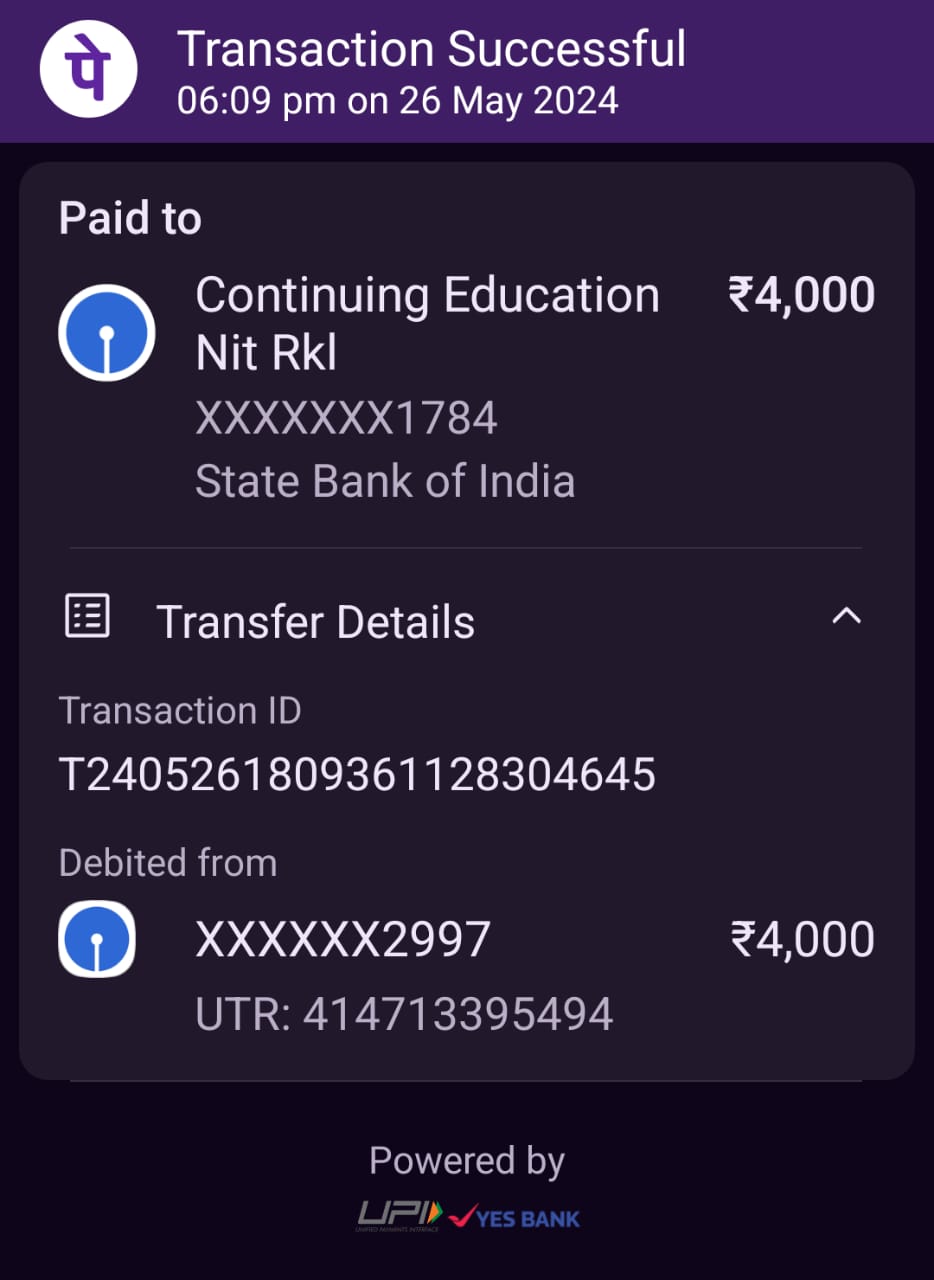 पे
Transaction Successful
06:09 pm on 26 May 2024
Paid to
Continuing Education ₹4,000
Nit Rkl
XXXXXXX1784
State Bank of India
Transfer Details
Transaction ID
T2405261809361128304645
Debited from
XXXXXX2997 ₹4,000
UTR: 414713395494
Powered by
UPI YES BANK
UNIFIED PAYMENTS INTERFACE